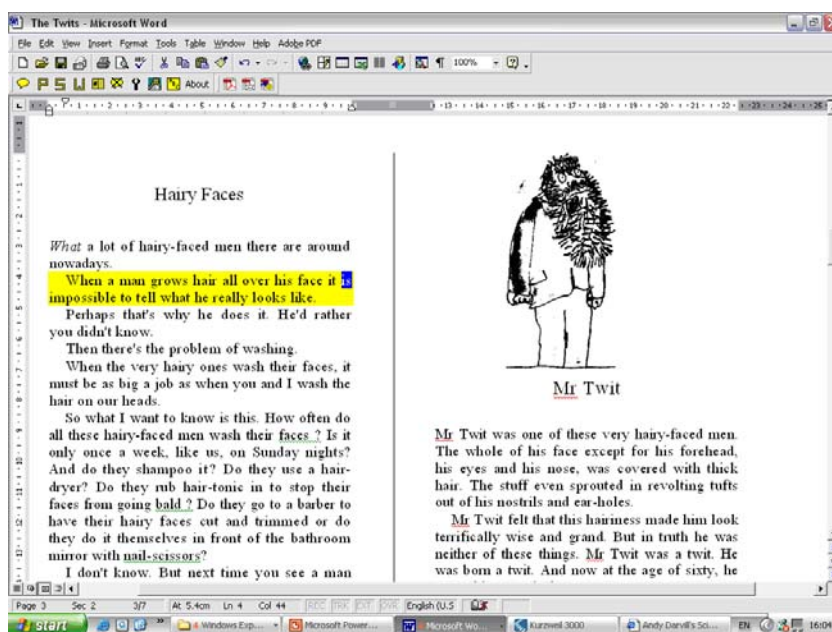 The Twits - Microsoft Word
File Edit View Insert Format Tools Table Window Help Adobe PDF
100%
About
Hairy Faces
What a lot of hairy-faced men there are around
nowadays.
When a man grows hair all over his face it is
impossible to tell what he really looks like.
Perhaps that's why he does it. He'd rather
you didn't know.
Then there's the problem of washing.
When the very hairy ones wash their faces, it
must be as big a job as when you and I wash the
hair on our heads.
So what I want to know is this. How often do
all these hairy-faced men wash their faces ? Is it
only once a week, like us, on Sunday nights?
And do they shampoo it? Do they use a hair-
dryer? Do they rub hair-tonic in to stop their
faces from going bald ? Do they go to a barber to
have their hairy faces cut and trimmed or do
they do it themselves in front of the bathroom
mirror with nail-scissors?
I don't know. But next time you see a man
Mr Twit
Mr Twit was one of these very hairy-faced men.
The whole of his face except for his forehead,
his eyes and his nose, was covered with thick
hair. The stuff even sprouted in revolting tufts
out of his nostrils and ear-holes.
Mr Twit felt that this hairiness made him look
terrifically wise and grand. But in truth he was
neither of these things. Mr Twit was a twit. He
was born a twit. And now at the age of sixty, he
Page 3 Sec 2 3/7 At 5.4cm Ln 4 Col 44 REC TRK EXT OVR English (U.S
start 4 Windows Exp... Microsoft Power... Microsoft Wo... Kurzweil 3000 Andy Darvill's Sci... EN 16:04